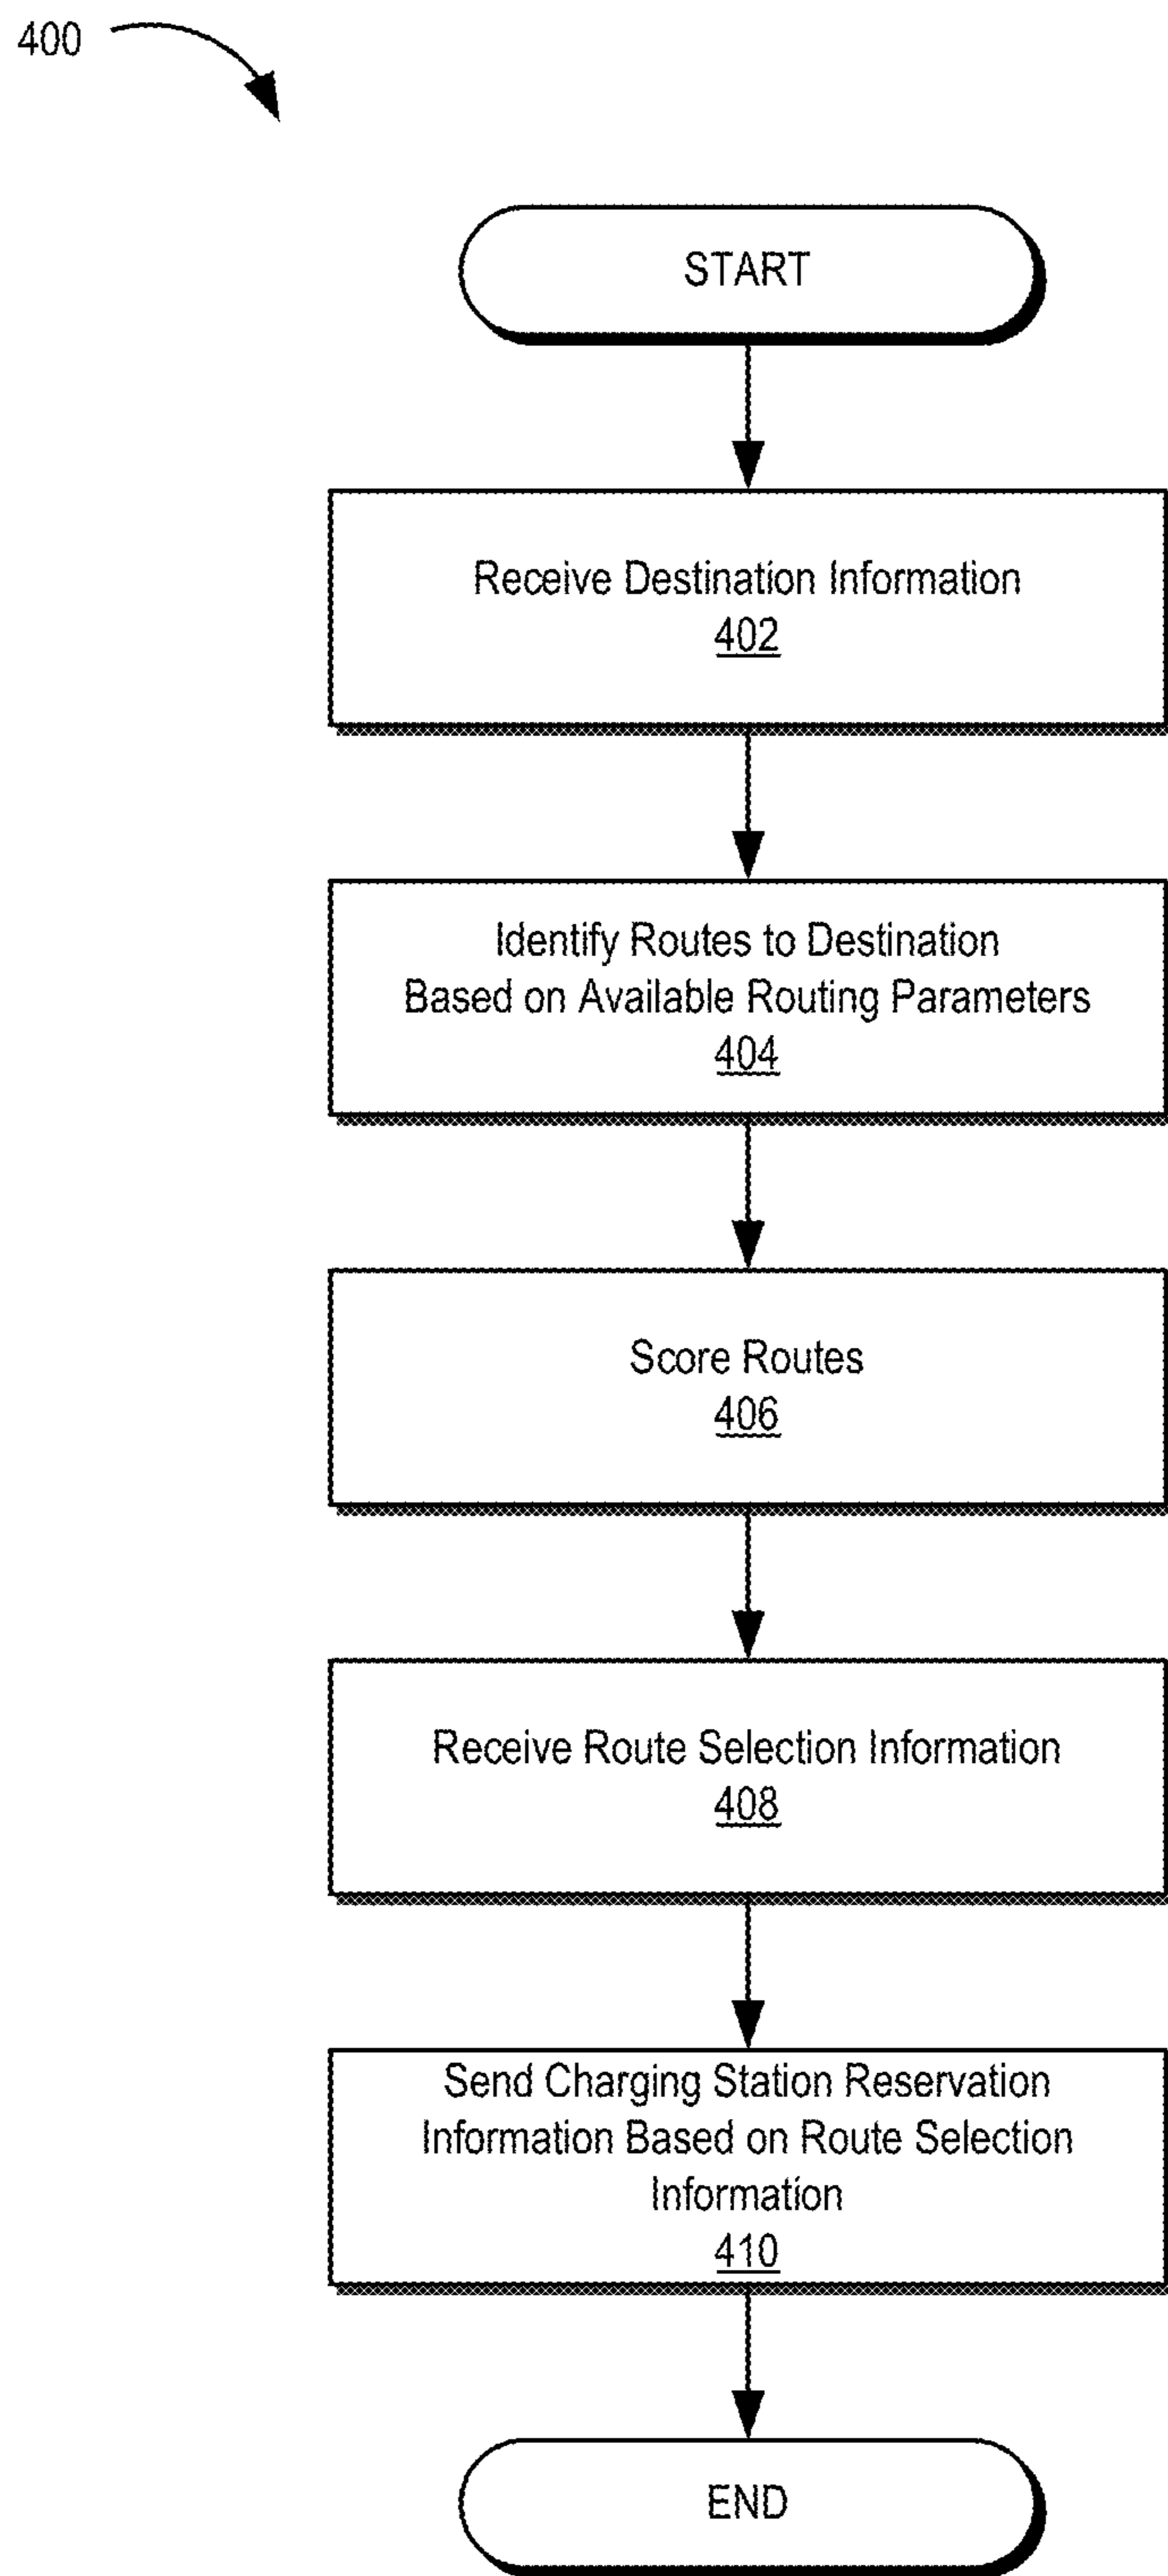 400
START
Receive Destination Information
402
Identify Routes to Destination
Based on Available Routing Parameters
404
Score Routes
406
Receive Route Selection Information
408
Send Charging Station Reservation
Information Based on Route Selection
Information
410
END